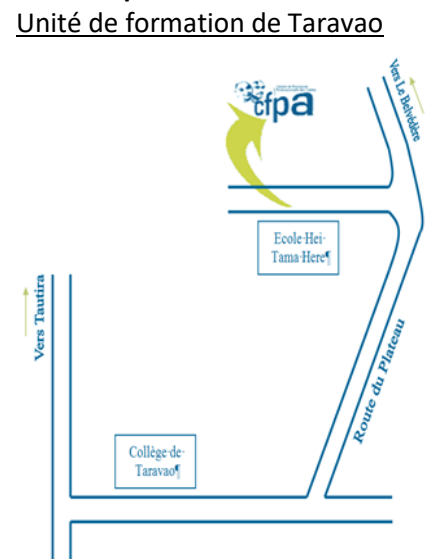 Unité de formation de Taravao
cfpa
Vers Le Belvédère
Ecole·Hei·
Tama·Here¶
Vers Tautira
Route du Plateau
Collège·de·
Taravao¶